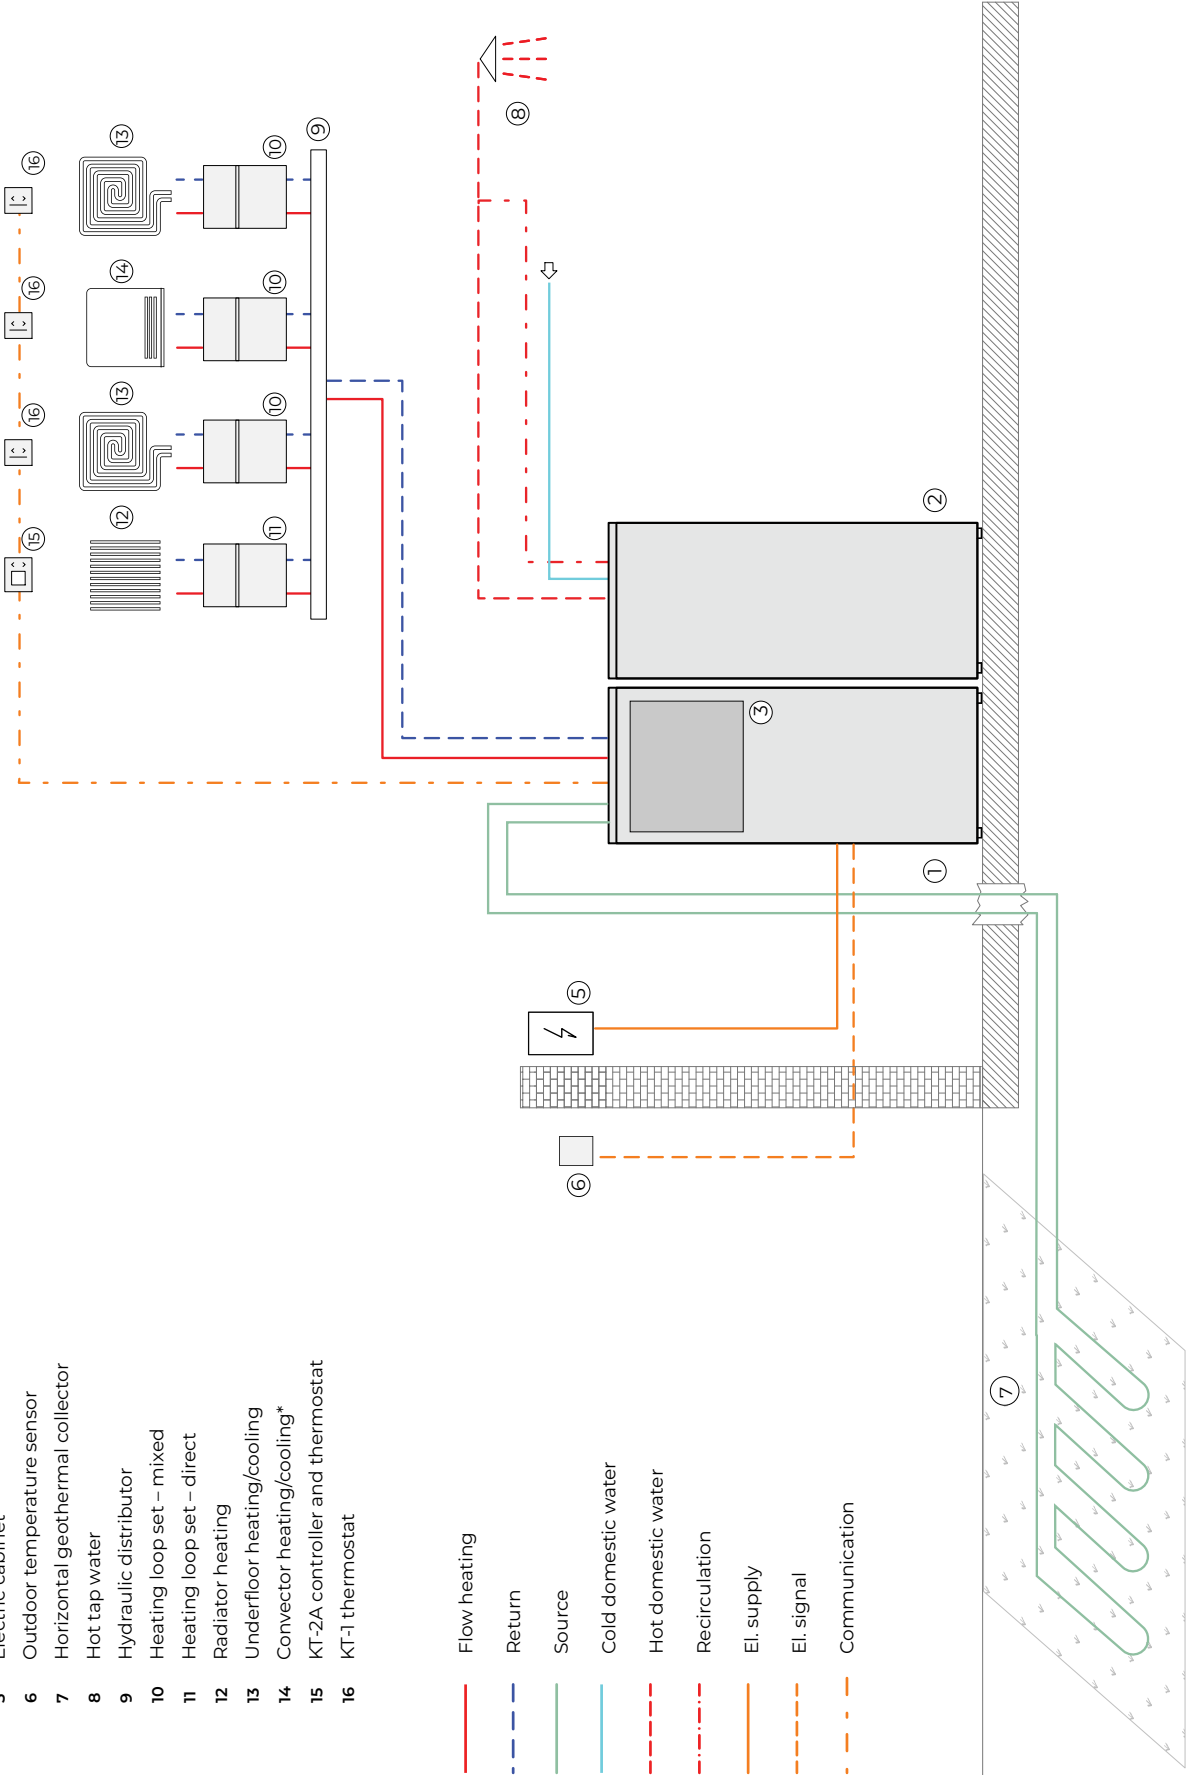 5 Electric cabinet
6 Outdoor temperature sensor
7 Horizontal geothermal collector
8 Hot tap water
9 Hydraulic distributor
10 Heating loop set – mixed
11 Heating loop set – direct
12 Radiator heating
13 Underfloor heating/cooling
14 Convector heating/cooling*
15 KT-2A controller and thermostat
16 KT-1 thermostat
Flow heating
Return
Source
Cold domestic water
Hot domestic water
Recirculation
El. supply
El. signal
Communication
15
16
16
16
12
13
14
13
11
10
10
10
9
8
6
5
3
1
2
7